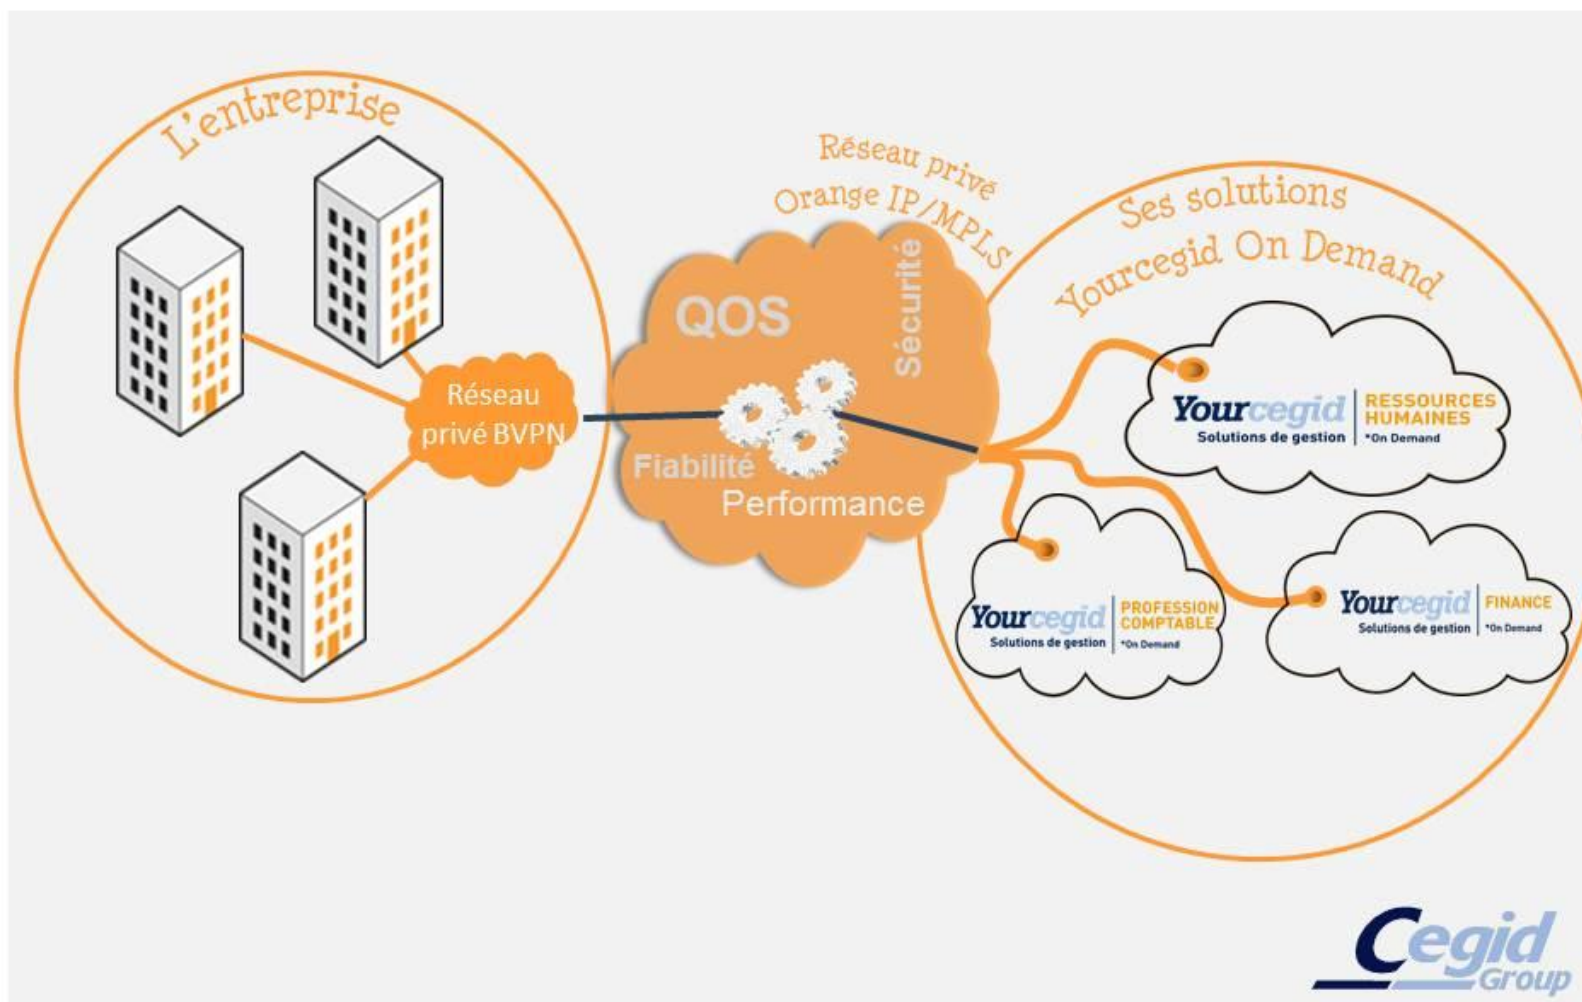 L'entreprise
Réseau
privé BVPN
Réseau privé
Orange IP/MPLS
QOS
Sécurité
Fiabilité
Performance
Ses solutions
Yourcegid On Demand
Yourcegid
Solutions de gestion
RESSOURCES
HUMAINES
*On Demand
Yourcegid
Solutions de gestion
PROFESSION
COMPTABLE
*On Demand
Yourcegid
Solutions de gestion
FINANCE
*On Demand
Cegid
Group